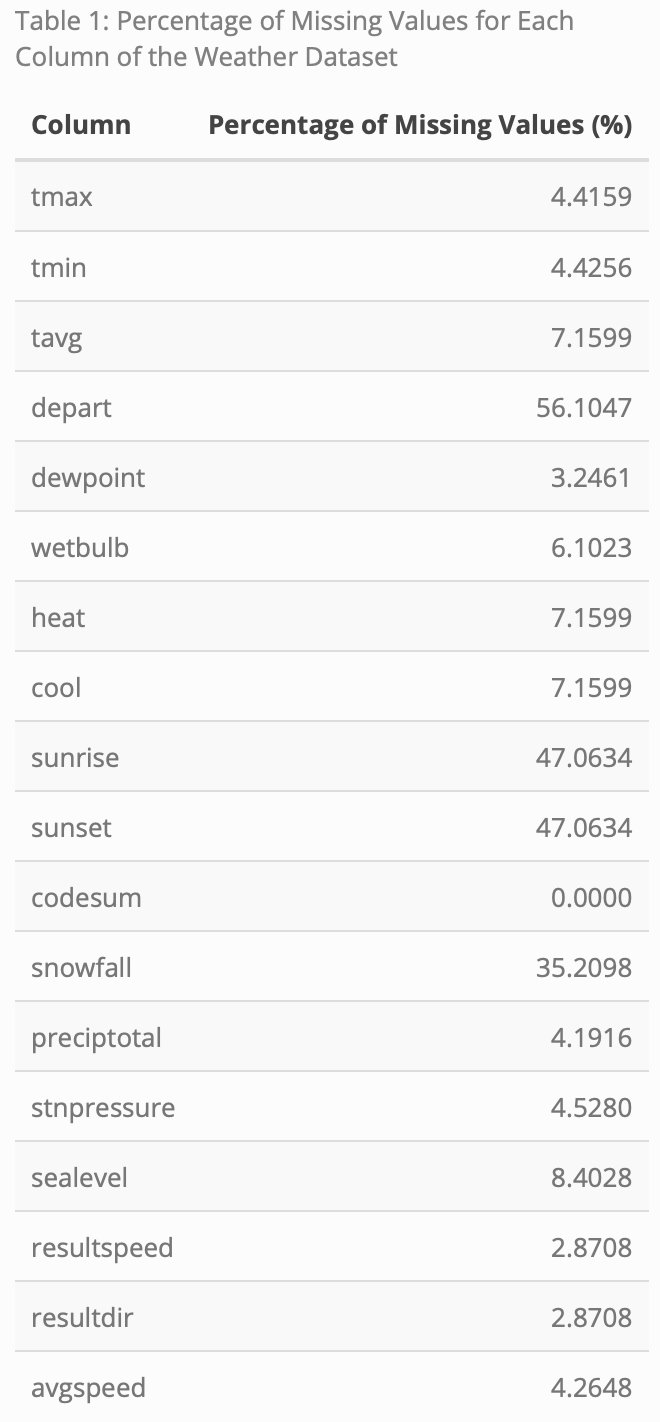 Table 1: Percentage of Missing Values for Each
Column of the Weather Dataset
Column Percentage of Missing Values (%)
tmax 4.4159
tmin 4.4256
tavg 7.1599
depart 56.1047
dewpoint 3.2461
wetbulb 6.1023
heat 7.1599
cool 7.1599
sunrise 47.0634
sunset 47.0634
codesum 0.0000
snowfall 35.2098
preciptotal 4.1916
stnpressure 4.5280
sealevel 8.4028
resultspeed 2.8708
resultdir 2.8708
avgspeed 4.2648